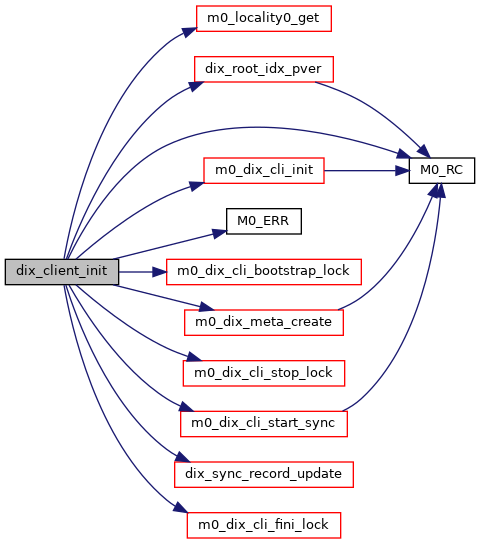 m0_locality0_get
dix_root_idx_pver
m0_dix_cli_init
M0_RC
M0_ERR
dix_client_init
m0_dix_cli_bootstrap_lock
m0_dix_meta_create
m0_dix_cli_stop_lock
m0_dix_cli_start_sync
dix_sync_record_update
m0_dix_cli_fini_lock